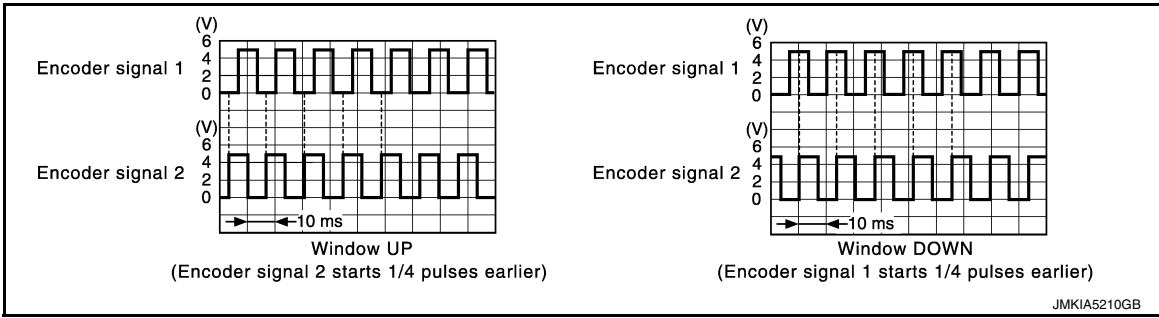 (V)
6
4
2
0
Encoder signal 1
(V)
6
4
2
0
Encoder signal 2
10 ms
Window UP
(Encoder signal 2 starts 1/4 pulses earlier)
(V)
6
4
2
0
Encoder signal 1
(V)
6
4
2
0
Encoder signal 2
10 ms
Window DOWN
(Encoder signal 1 starts 1/4 pulses earlier)
JMKIA5210GB